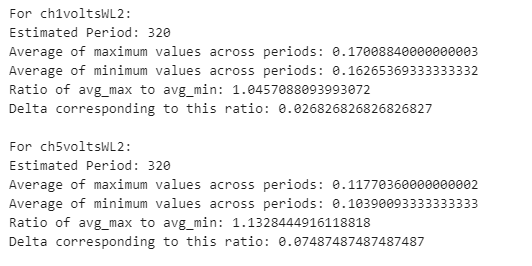 For ch1voltsWL2:
Estimated Period: 320
Average of maximum values across periods: 0.17008840000000003
Average of minimum values across periods: 0.16265369333333332
Ratio of avg_max to avg_min: 1.0457088093993072
Delta corresponding to this ratio: 0.026826826826826827

For ch5voltsWL2:
Estimated Period: 320
Average of maximum values across periods: 0.11770360000000002
Average of minimum values across periods: 0.10390093333333333
Ratio of avg_max to avg_min: 1.1328444916118818
Delta corresponding to this ratio: 0.07487487487487487